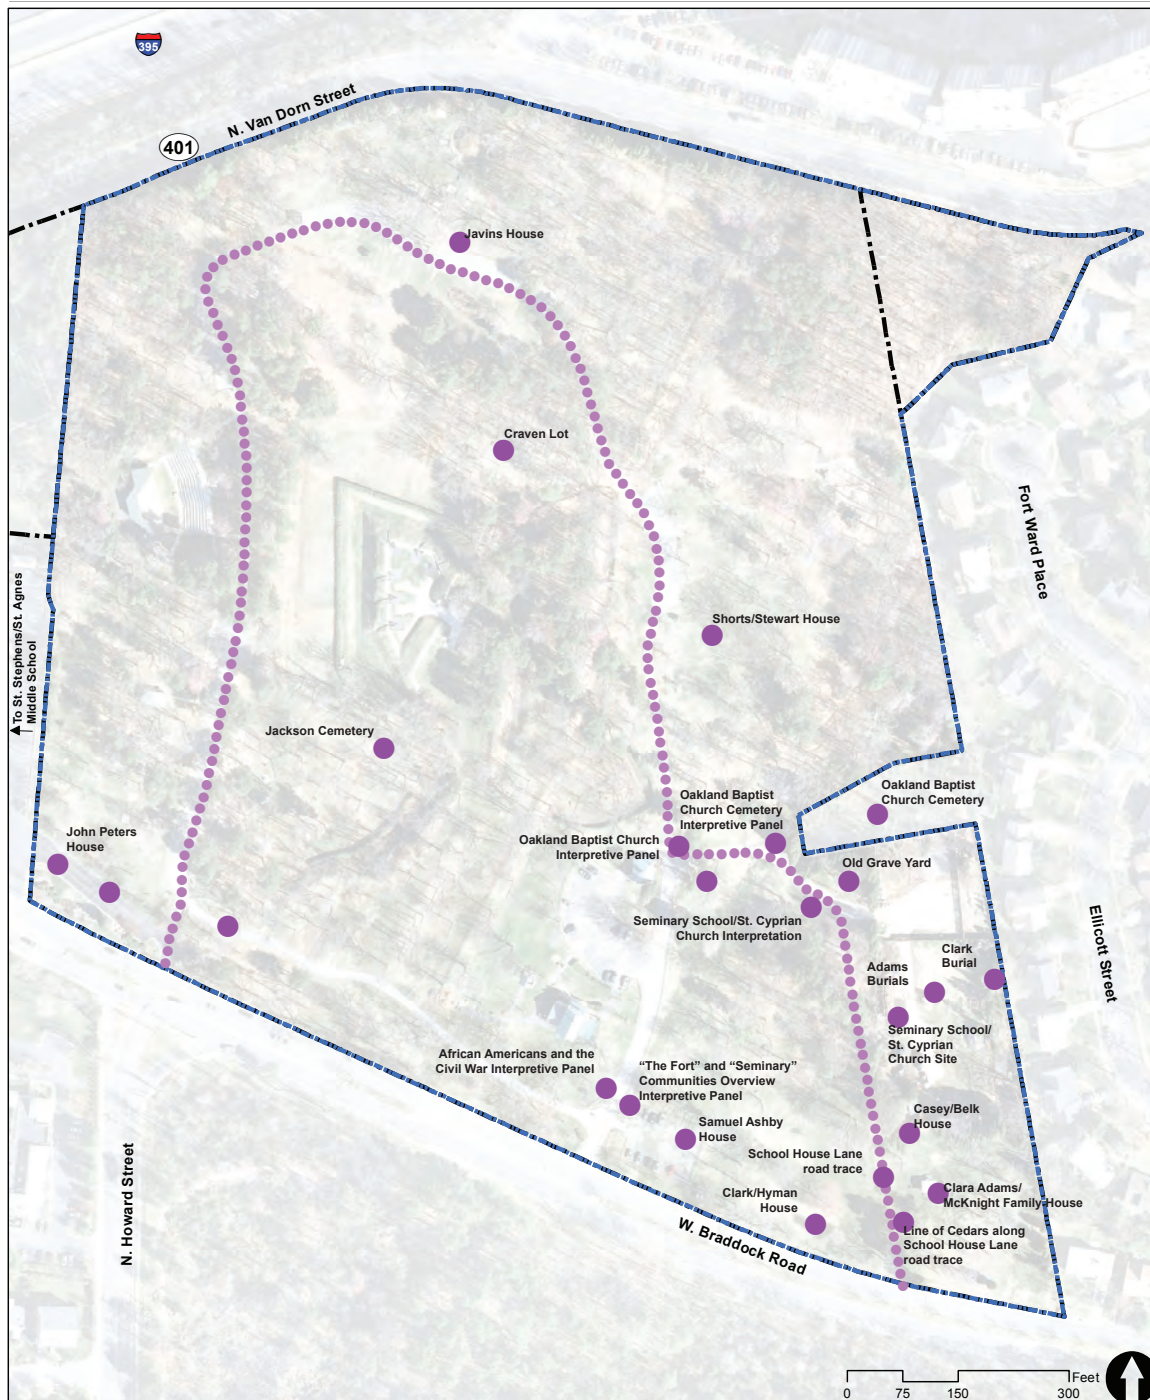 395
N. Van Dorn Street
401
Javins House
Craven Lot
Fort Ward Place
To St. Stephens/St. Agnes
Middle School
Shorts/Stewart House
Jackson Cemetery
Oakland Baptist
Church Cemetery
Oakland Baptist
Church Cemetery
Interpretive Panel
John Peters
House
Oakland Baptist Church
Interpretive Panel
Old Grave Yard
Seminary School/St. Cyprian
Church Interpretation
Ellicott Street
Clark
Burial
Adams
Burials
Seminary School/
St. Cyprian
Church Site
African Americans and the
Civil War Interpretive Panel
“The Fort” and “Seminary”
Communities Overview
Interpretive Panel
Casey/Belk
House
Samuel Ashby
House
School House Lane
road trace
N. Howard Street
Clara Adams/
McKnight Family House
Clark/Hyman
House
W. Braddock Road
Line of Cedars along
School House Lane
road trace
Feet
0 75 150 300